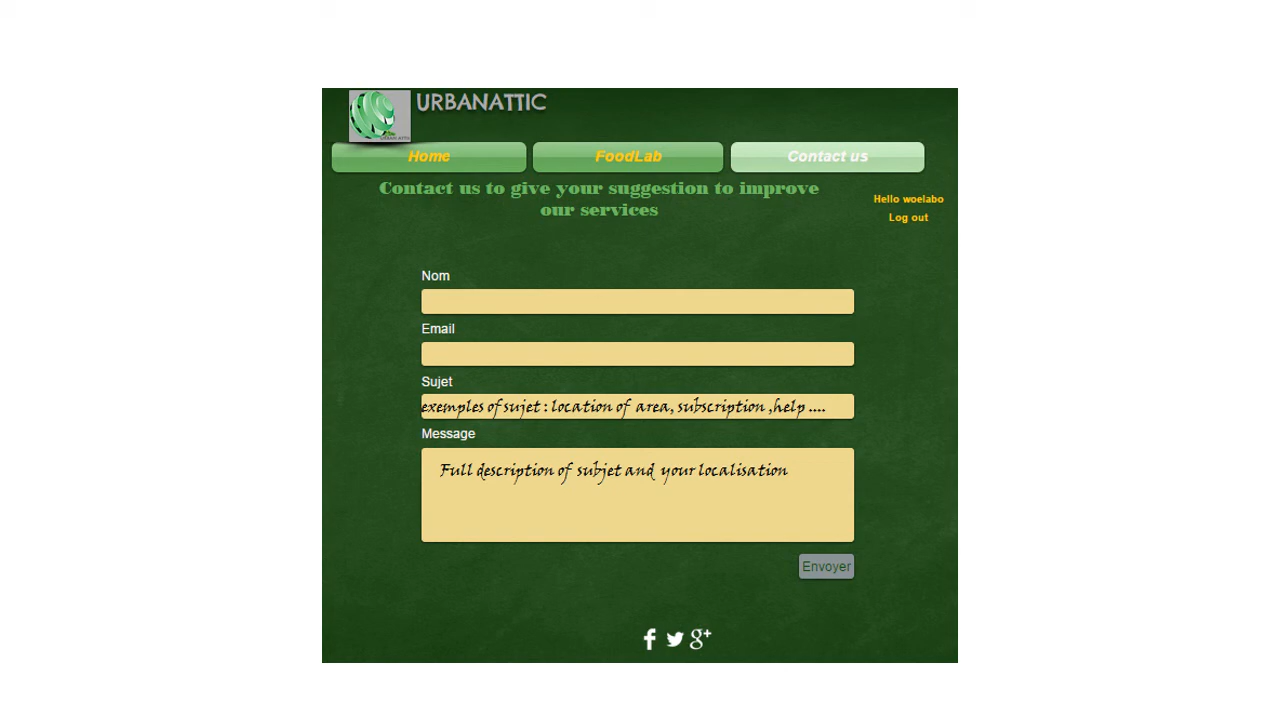 URBANATTIC
Home
FoodLab
Contact us
Contact us to give your suggestion to improve
our services
Hello woelabo
Log out
Nom
Email
Sujet
exemples of sujet : location of area, subscription ,help ....
Message
Full description of subjet and your localisation
Envoyer
g+